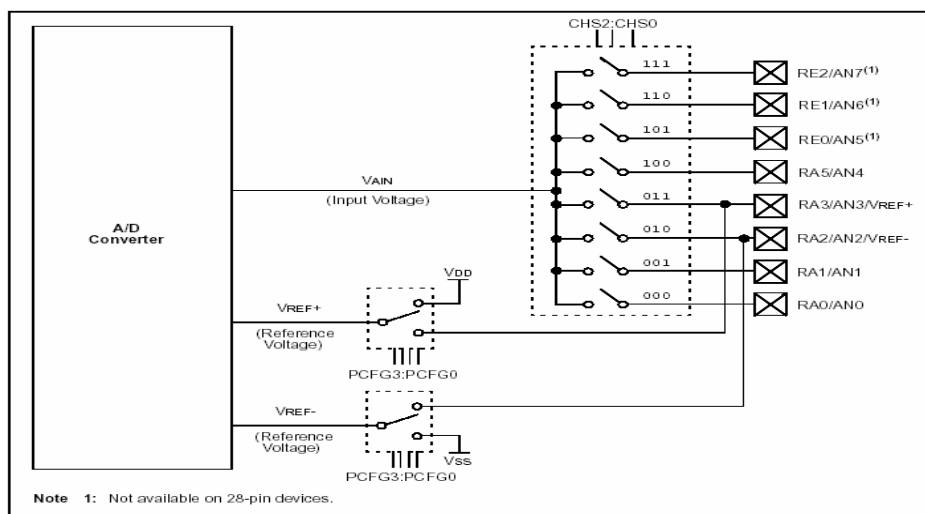 CHS2:CHS0
111 RE2/AN7(1)
110 RE1/AN6(1)
101 RE0/AN5(1)
100 RA5/AN4
VAIN
(Input Voltage)
011 RA3/AN3/VREF+
010 RA2/AN2/VREF-
A/D
Converter
001 RA1/AN1
VDD
000 RA0/AN0
VREF+
(Reference
Voltage)
PCFG3:PCFG0
VREF-
(Reference
Voltage)
VSS
PCFG3:PCFG0
Note 1: Not available on 28-pin devices.